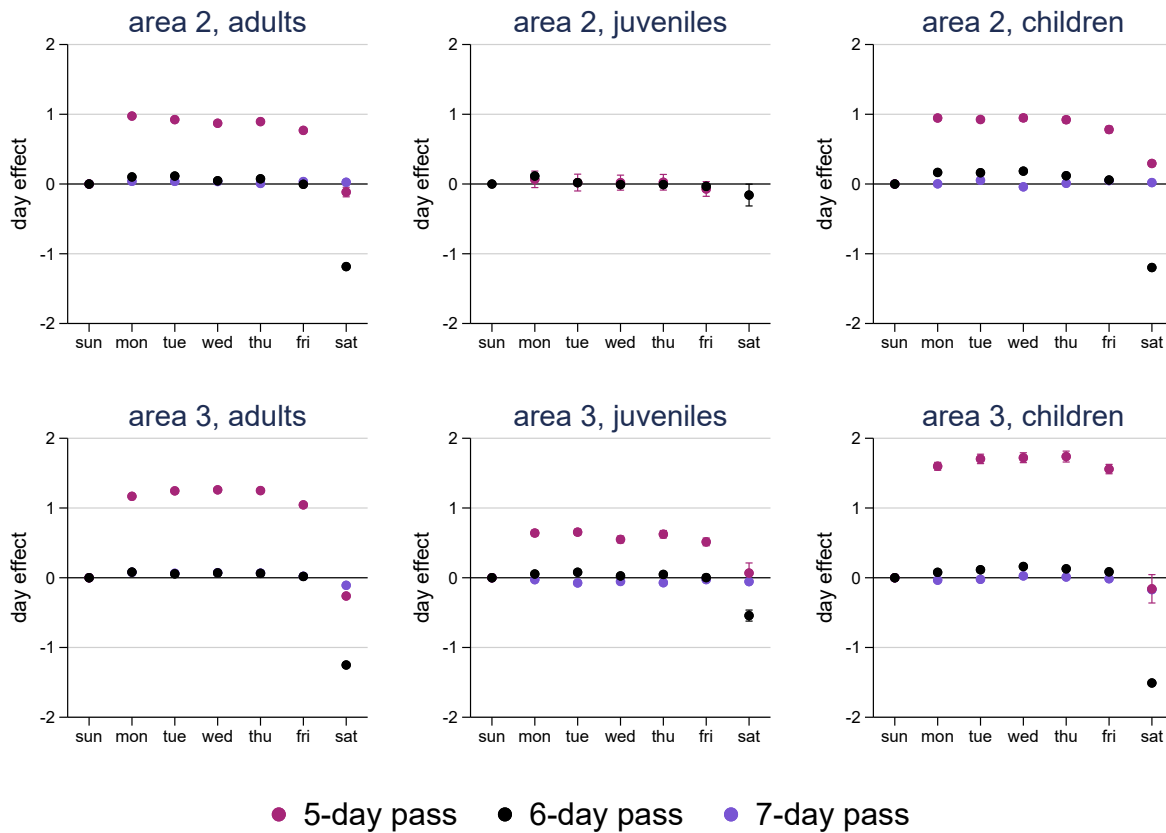 area 2, adults
2
1
0
-1
-2
day effect
sun mon tue wed thu fri sat
area 2, juveniles
2
1
0
-1
-2
day effect
sun mon tue wed thu fri sat
area 2, children
2
1
0
-1
-2
day effect
sun mon tue wed thu fri sat
area 3, adults
2
1
0
-1
-2
day effect
sun mon tue wed thu fri sat
area 3, juveniles
2
1
0
-1
-2
day effect
sun mon tue wed thu fri sat
area 3, children
2
1
0
-1
-2
day effect
sun mon tue wed thu fri sat
5-day pass 6-day pass 7-day pass